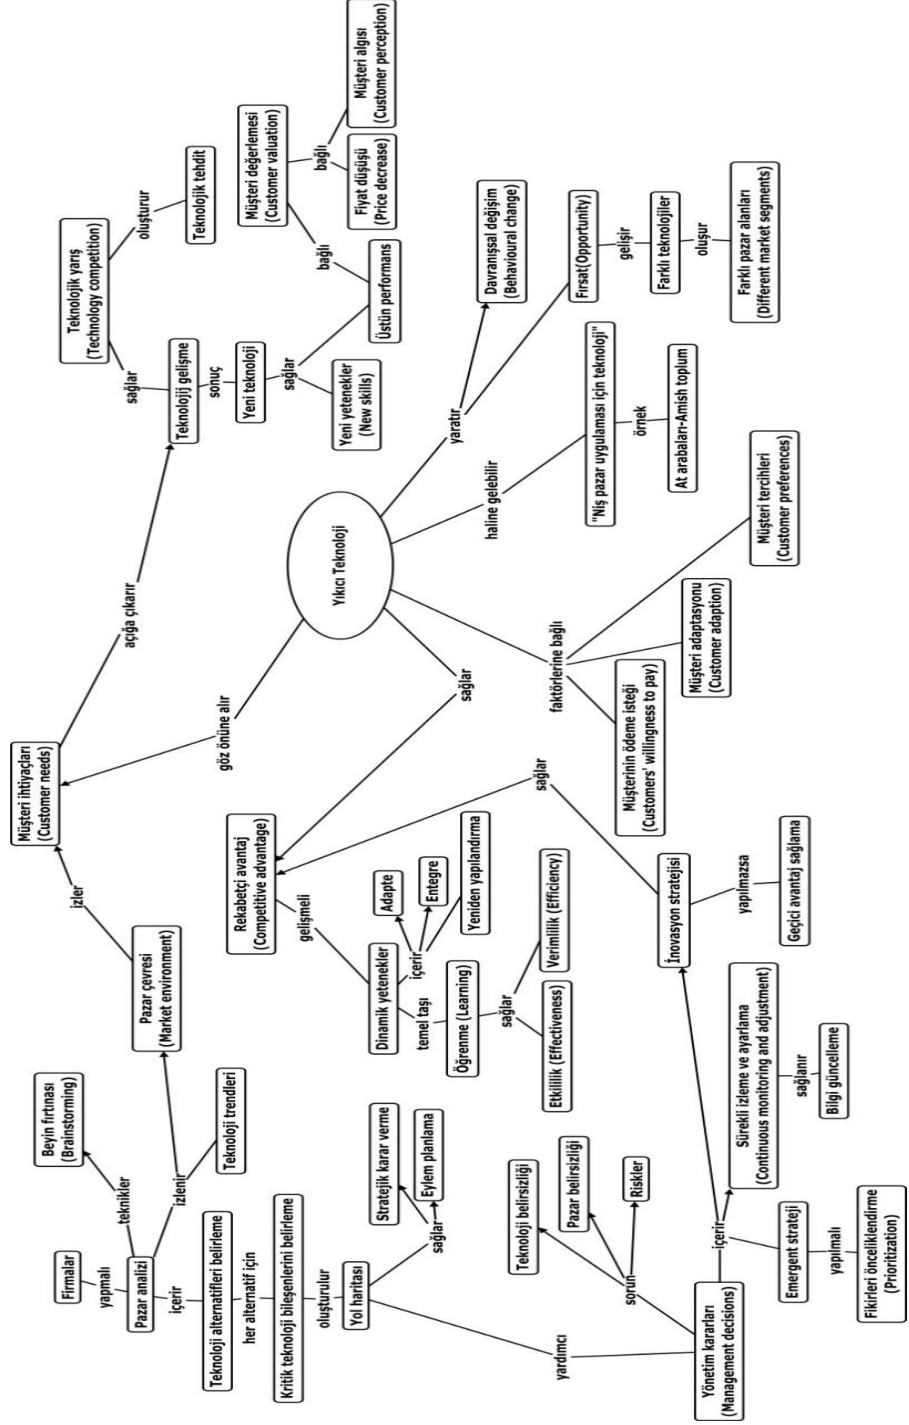 Firmalar
yapmalı
Pazar analizi
teknikler
Beyin fırtınası
(Brainstorming)
izlenir
Teknoloji trendleri
Pazar çevresi
(Market environment)
izler
Müşteri ihtiyaçları
(Customer needs)
açığa çıkarır
Teknolojij gelişme
sağlar
Teknolojik yarış
(Technology competition)
oluşturur
Teknolojik tehdit
sonuç
Yeni teknoloji
sağlar
Yeni yetenekler
(New skills)
Üstün performans
bağlı
Müşteri değerlemesi
(Customer valuation)
bağlı
Fiyat düşüşü
(Price decrease)
Müşteri algısı
(Customer perception)
içerir
Teknoloji alternatifleri belirleme
her alternatif için
Kritik teknoloji bileşenlerini belirleme
oluşturulur
Yol haritası
sağlar
Stratejik karar verme
Eylem planlama
yardımcı
göz önüne alır
Yıkıcı Teknoloji
sağlar
Rekabetçi avantaj
(Competitive advantage)
gelişmeli
Dinamik yetenekler
içerir
Adapte
Entegre
Yeniden yapılandırma
temel taşı
Öğrenme (Learning)
sağlar
Etkililik (Effectiveness)
Verimlilik (Efficiency)
yaratır
Davranışsal değişim
(Behavioural change)
Fırsat(Opportunity)
gelişir
Farklı teknolojiler
oluşur
Farklı pazar alanları
(Different market segments)
haline gelebilir
"Niş pazar uygulaması için teknoloji"
örnek
At arabaları-Amish toplum
faktörlerine bağlı
Müşterinin ödeme isteği
(Customers' willingness to pay)
Müşteri adaptasyonu
(Customer adaption)
Müşteri tercihleri
(Customer preferences)
sağlar
İnovasyon stratejisi
yapılmazsa
Geçici avantaj sağlama
Yönetim kararları
(Management decisions)
sorun
Teknoloji belirsizliği
Pazar belirsizliği
Riskler
içerir
Sürekli izleme ve ayarlama
(Continuous monitoring and adjustment)
sağlanır
Bilgi güncelleme
Emergent strateji
yapılmalı
Fikirleri önceliklendirme
(Prioritization)